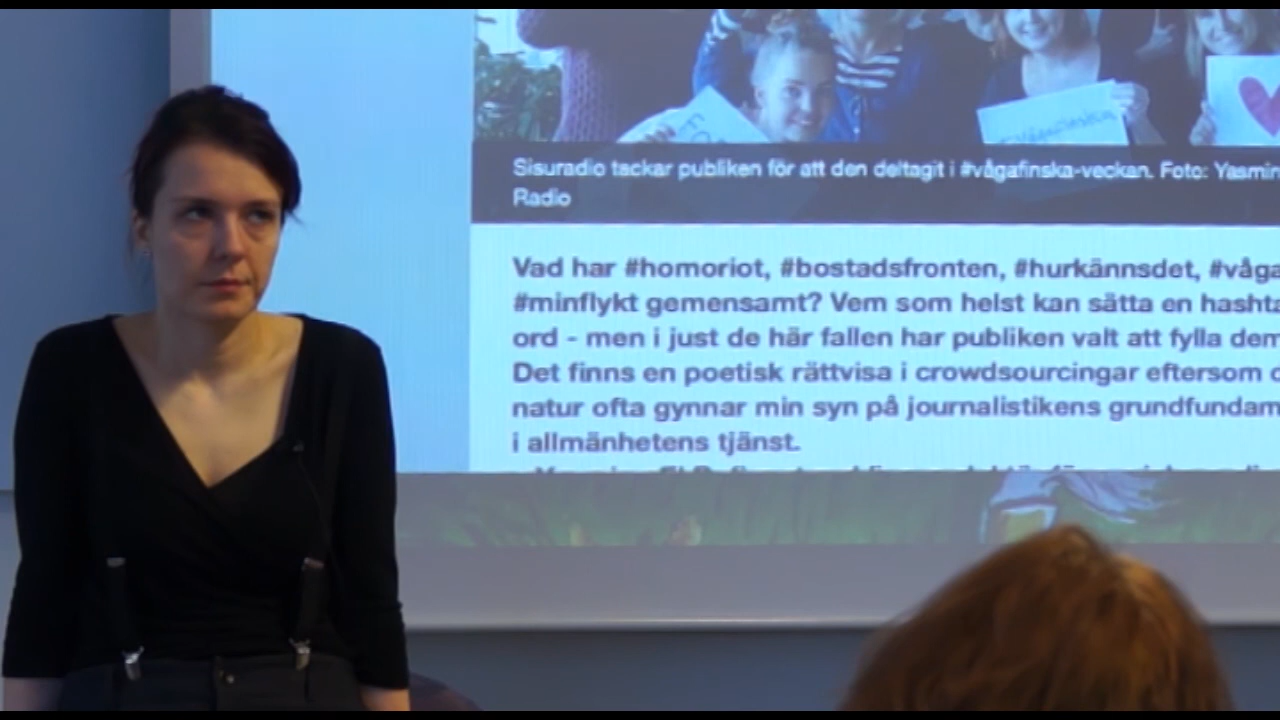 Sisuradio tackar publiken för att den deltagit i #vågafinska-veckan. Foto: Yasmin
Radio
Vad har #homoriot, #bostadsfronten, #hurkännsdet, #våga
#minflykt gemensamt? Vem som helst kan sätta en hashta
ord - men i just de här fallen har publiken valt att fylla dem
Det finns en poetisk rättvisa i crowdsourcingar eftersom
natur ofta gynnar min syn på journalistikens grundfundam
i allmänhetens tjänst.